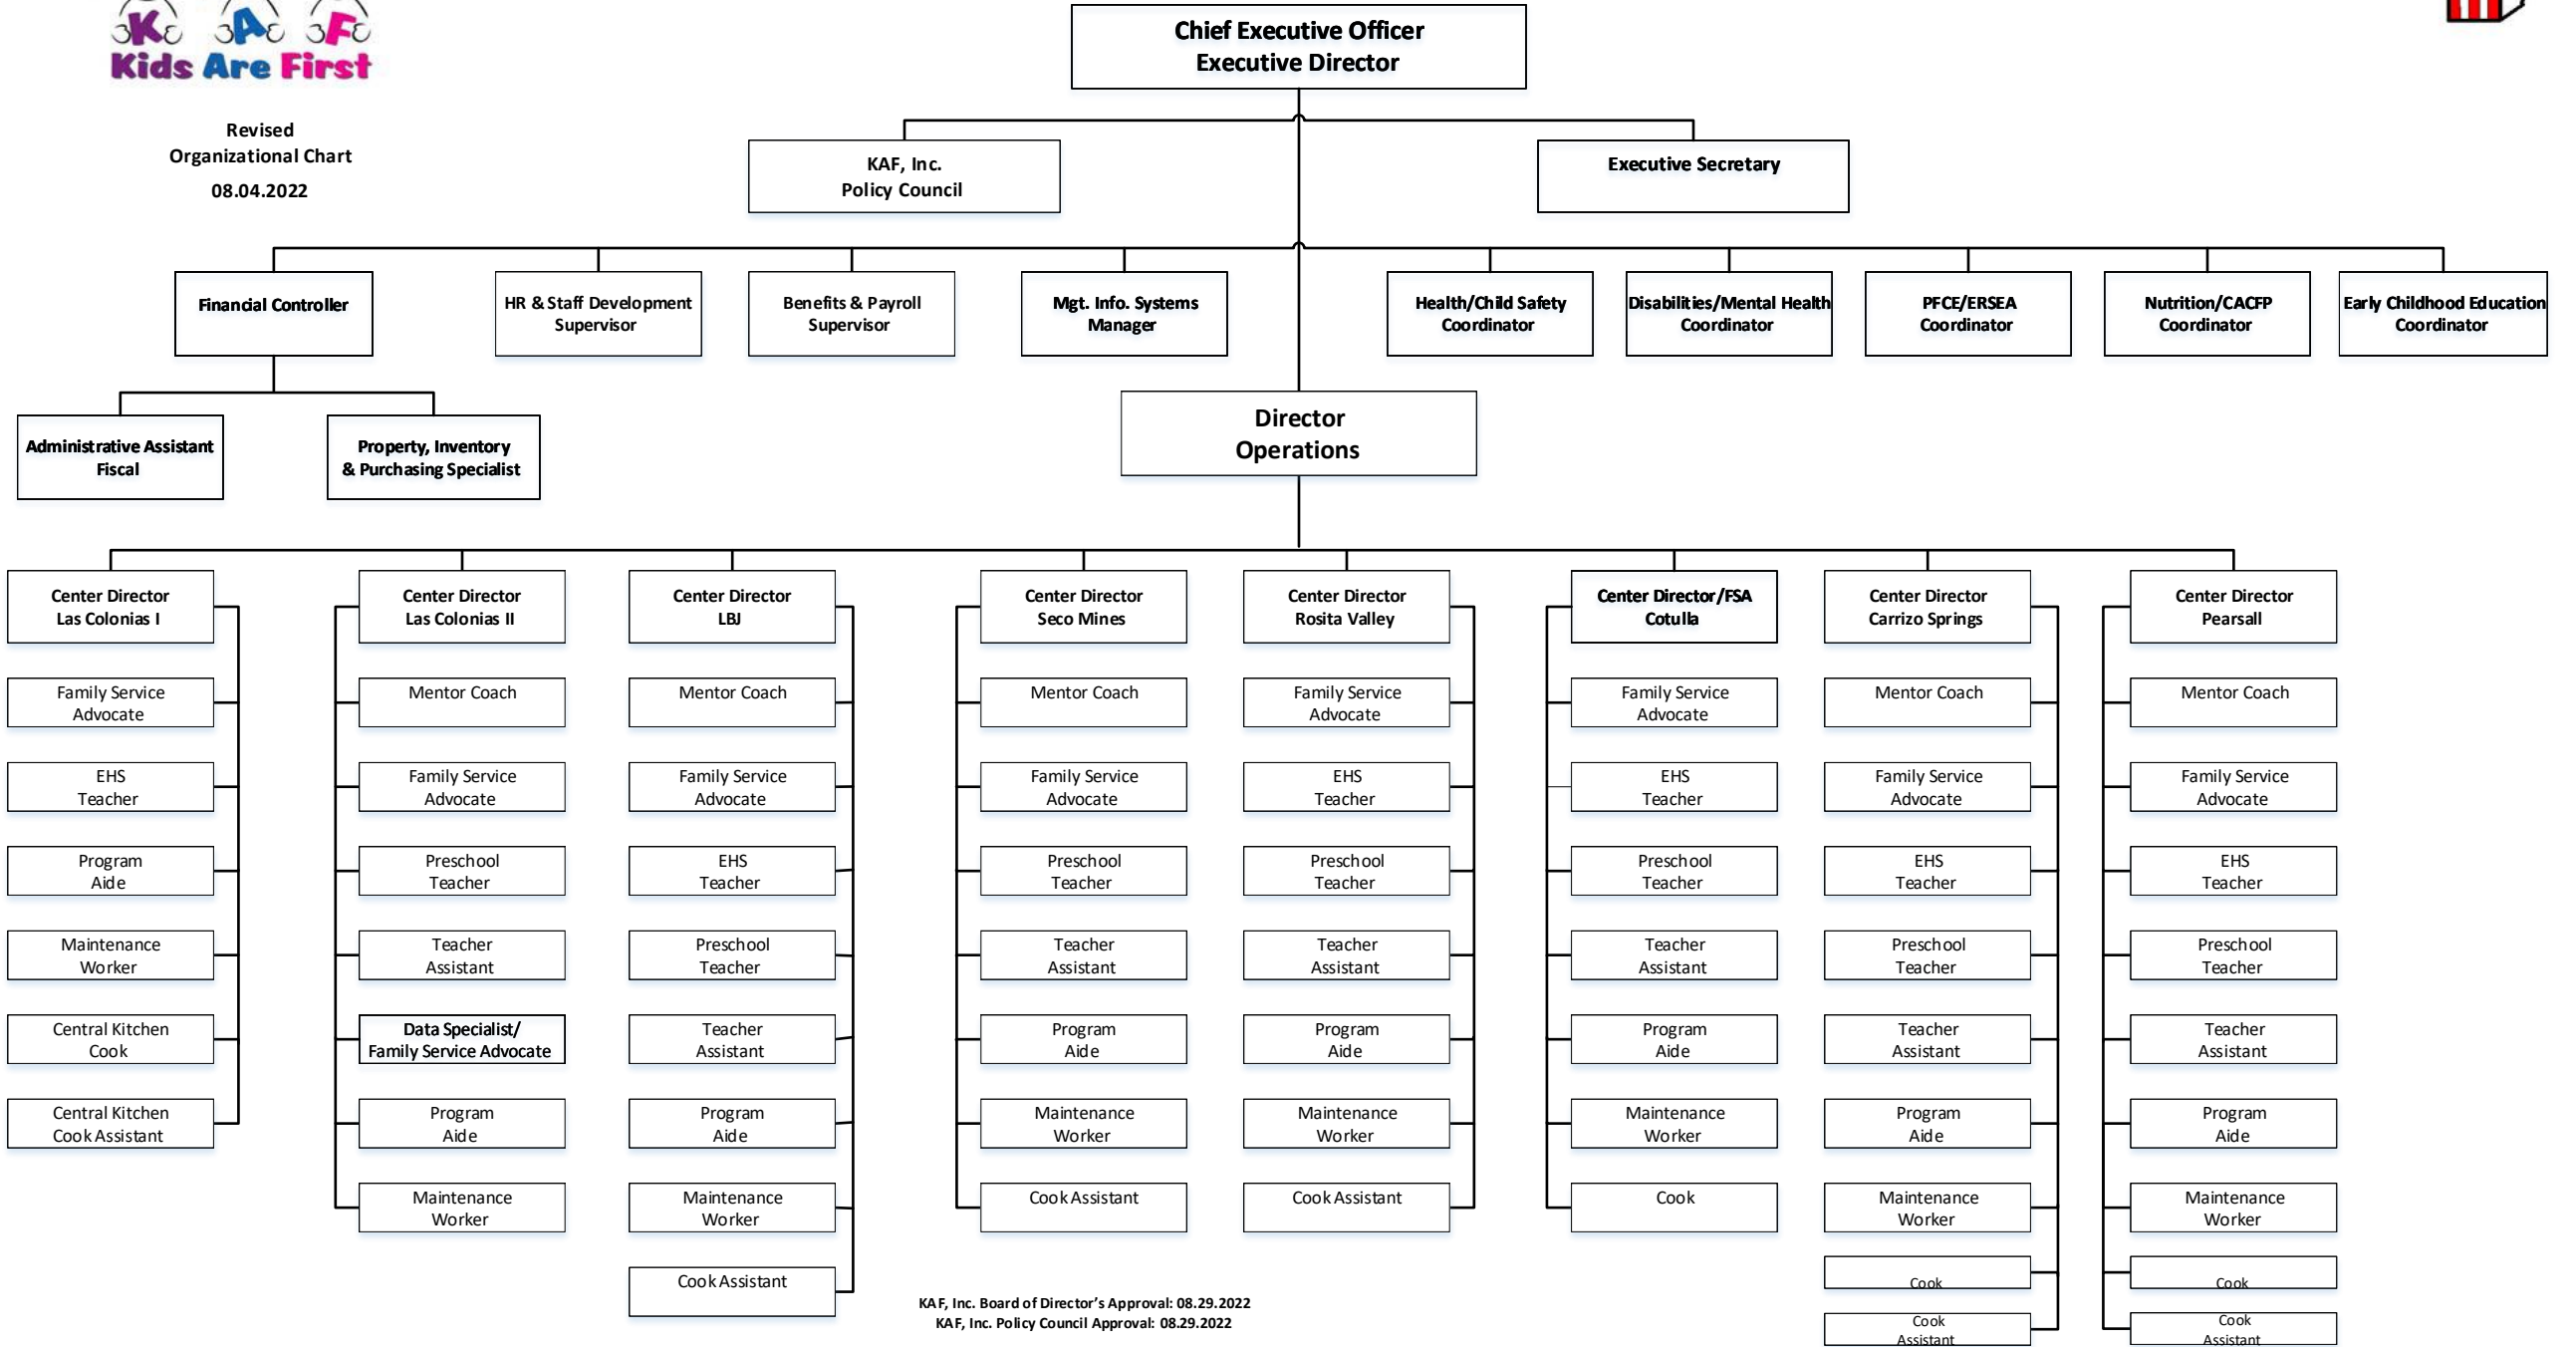 Chief Executive Officer
Executive Director
K A F
Kids Are First
Revised
Organizational Chart
08.04.2022
KAF, Inc.
Policy Council
Executive Secretary
Financial Controller
HR & Staff Development
Supervisor
Benefits & Payroll
Supervisor
Mgt. Info. Systems
Manager
Health/Child Safety
Coordinator
Disabilities/Mental Health
Coordinator
PFCE/ERSEA
Coordinator
Nutrition/CACFP
Coordinator
Early Childhood Education
Coordinator
Administrative Assistant
Fiscal
Property, Inventory
& Purchasing Specialist
Director
Operations
Center Director
Las Colonias I
Family Service
Advocate
EHS
Teacher
Program
Aide
Maintenance
Worker
Central Kitchen
Cook
Central Kitchen
Cook Assistant
Center Director
Las Colonias II
Mentor Coach
Family Service
Advocate
Preschool
Teacher
Teacher
Assistant
Data Specialist/
Family Service Advocate
Program
Aide
Maintenance
Worker
Center Director
LBJ
Mentor Coach
Family Service
Advocate
EHS
Teacher
Preschool
Teacher
Teacher
Assistant
Program
Aide
Maintenance
Worker
Cook Assistant
Center Director
Seco Mines
Mentor Coach
Family Service
Advocate
Preschool
Teacher
Teacher
Assistant
Program
Aide
Maintenance
Worker
Cook Assistant
Center Director
Rosita Valley
Family Service
Advocate
EHS
Teacher
Preschool
Teacher
Teacher
Assistant
Program
Aide
Maintenance
Worker
Cook Assistant
Center Director/FSA
Cotulla
Family Service
Advocate
EHS
Teacher
Preschool
Teacher
Teacher
Assistant
Program
Aide
Maintenance
Worker
Cook
Center Director
Carrizo Springs
Mentor Coach
Family Service
Advocate
EHS
Teacher
Preschool
Teacher
Teacher
Assistant
Program
Aide
Maintenance
Worker
Cook
Cook
Assistant
Center Director
Pearsall
Mentor Coach
Family Service
Advocate
EHS
Teacher
Preschool
Teacher
Teacher
Assistant
Program
Aide
Maintenance
Worker
Cook
Cook
Assistant
KAF, Inc. Board of Director’s Approval: 08.29.2022
KAF, Inc. Policy Council Approval: 08.29.2022